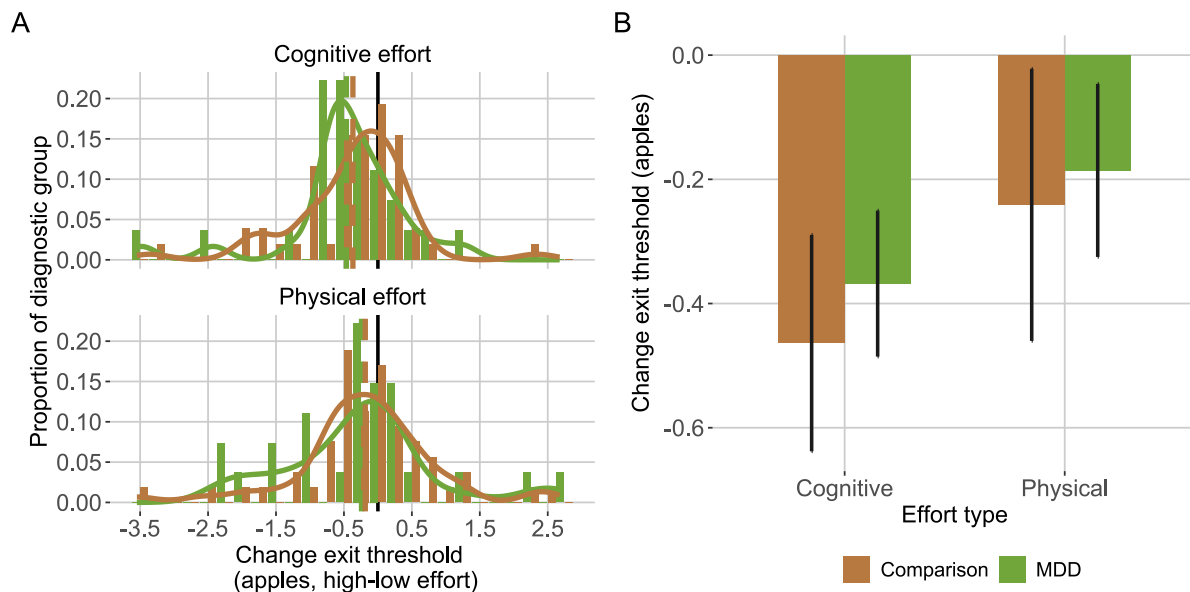 A
Cognitive effort
0.20
0.15
0.10
0.05
0.00
Physical effort
0.20
0.15
0.10
0.05
0.00
-3.5 -2.5 -1.5 -0.5 0.5 1.5 2.5
Change exit threshold
(apples, high-low effort)
Proportion of diagnostic group
B
0.0
-0.2
-0.4
-0.6
Change exit threshold (apples)
Cognitive Physical
Effort type
Comparison MDD